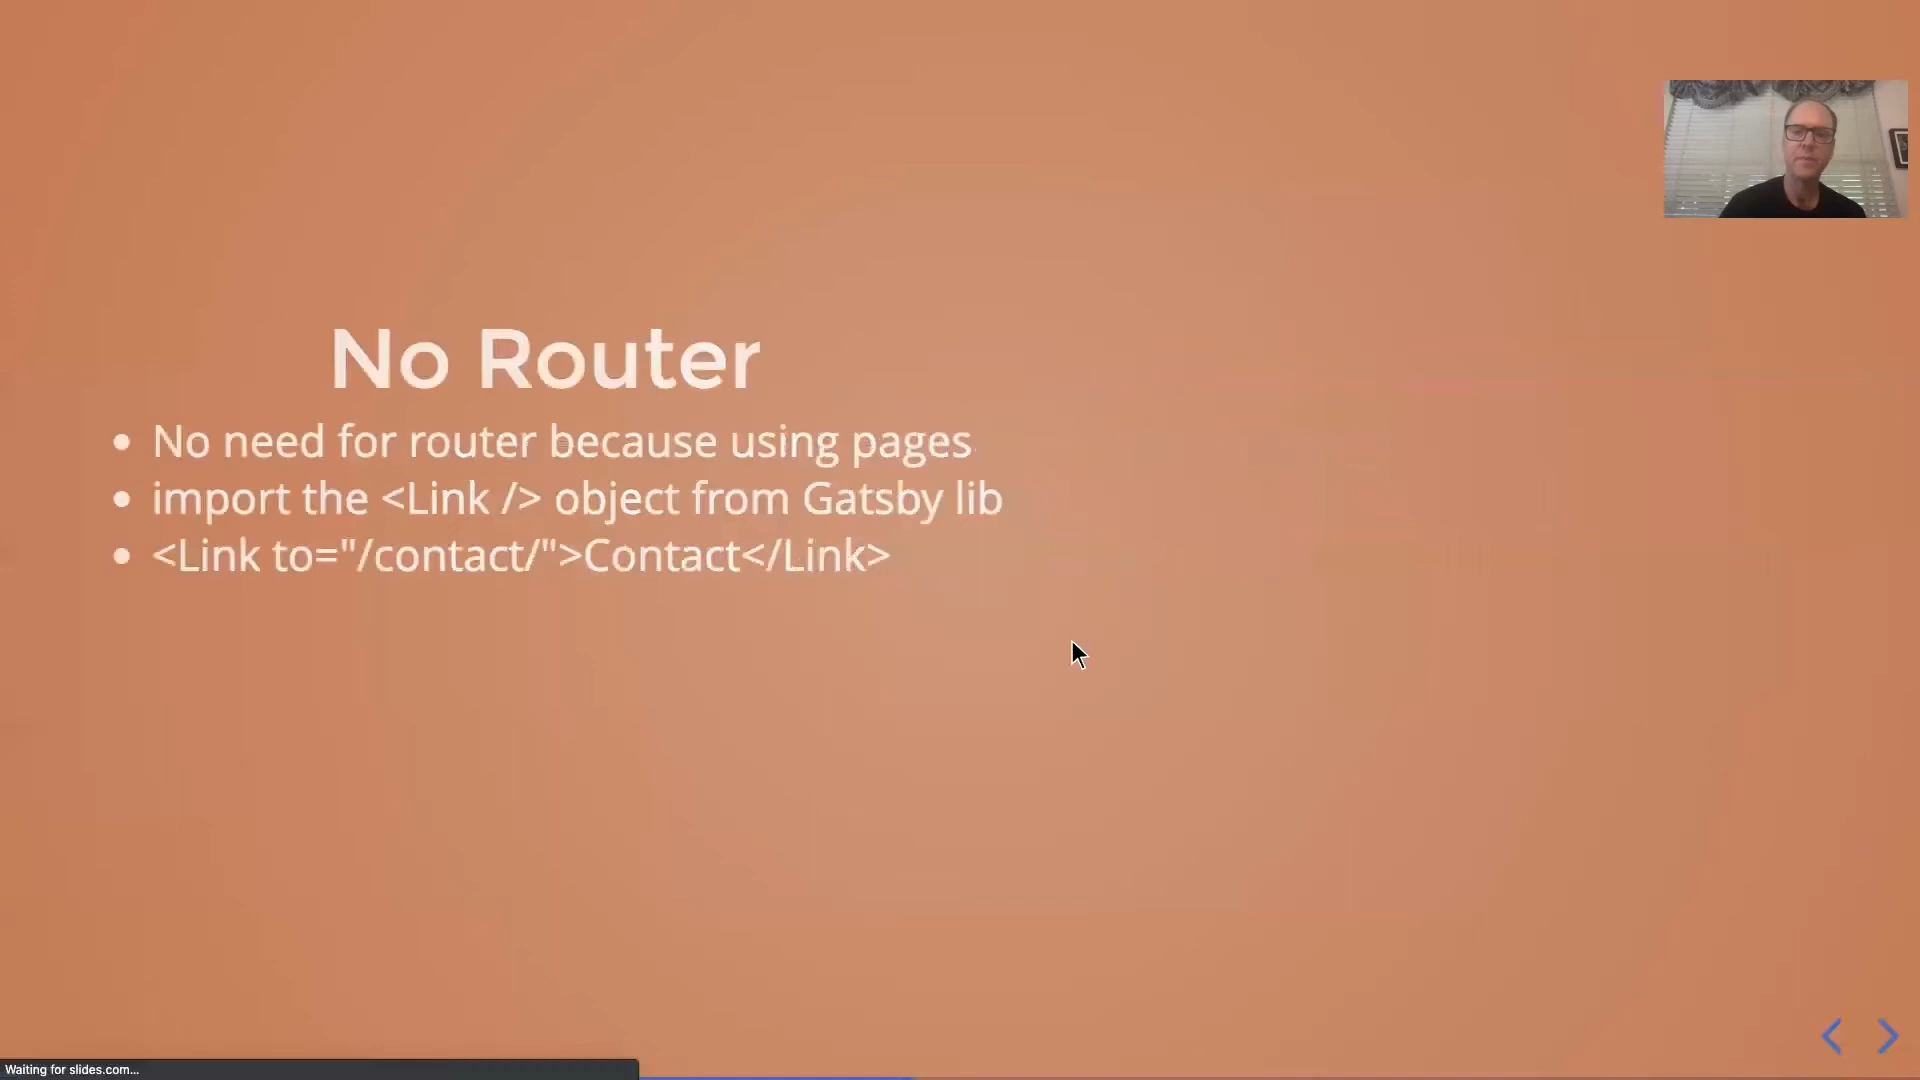 No Router
No need for router because using pages
import the <Link /> object from Gatsby lib
<Link to="/contact/">Contact</Link>
Waiting for slides.com...